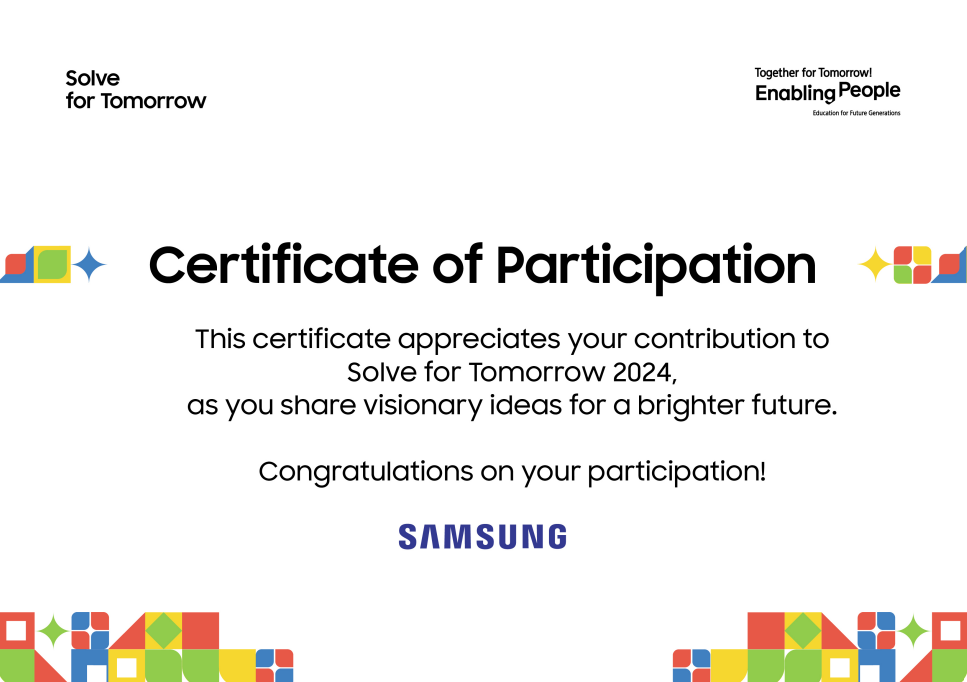 Solve
for Tomorrow
Together for Tomorrow!
Enabling People
Education for Future Generations
Certificate of Participation
This certificate appreciates your contribution to
Solve for Tomorrow 2024,
as you share visionary ideas for a brighter future.
Congratulations on your participation!
SAMSUNG